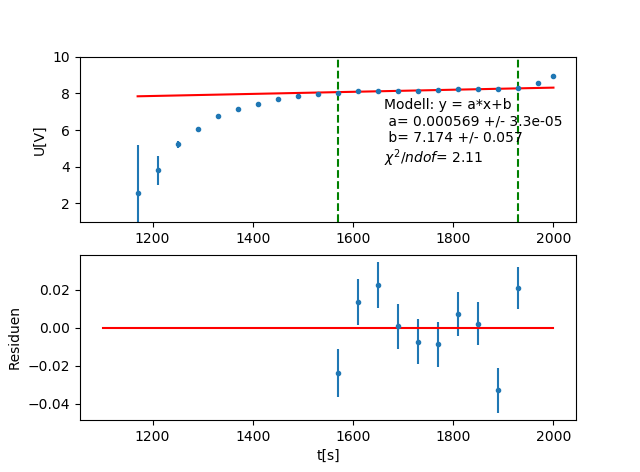 10
8
6
4
2
U[V]
Modell: y = a*x+b
a= 0.000569 +/- 3.3e-05
b= 7.174 +/- 0.057
χ²/ndof= 2.11
1200 1400 1600 1800 2000
0.02
0.00
−0.02
−0.04
Residuen
1200 1400 1600 1800 2000
t[s]